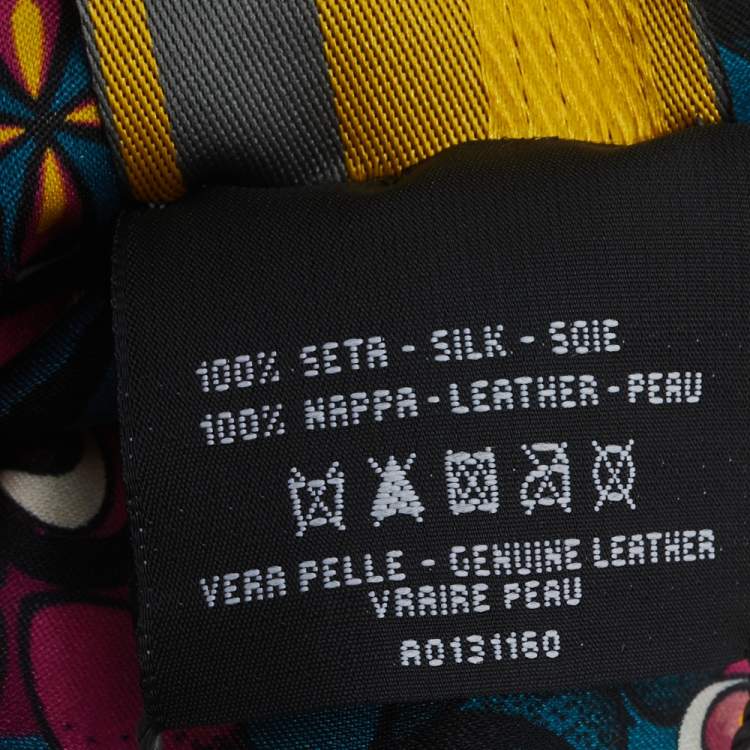 100% SETA - SILK - SOIE
100% NAPPA - LEATHER - PEAU
VERA PELLE - GENUINE LEATHER
VRAIRE PEAU
A0131160